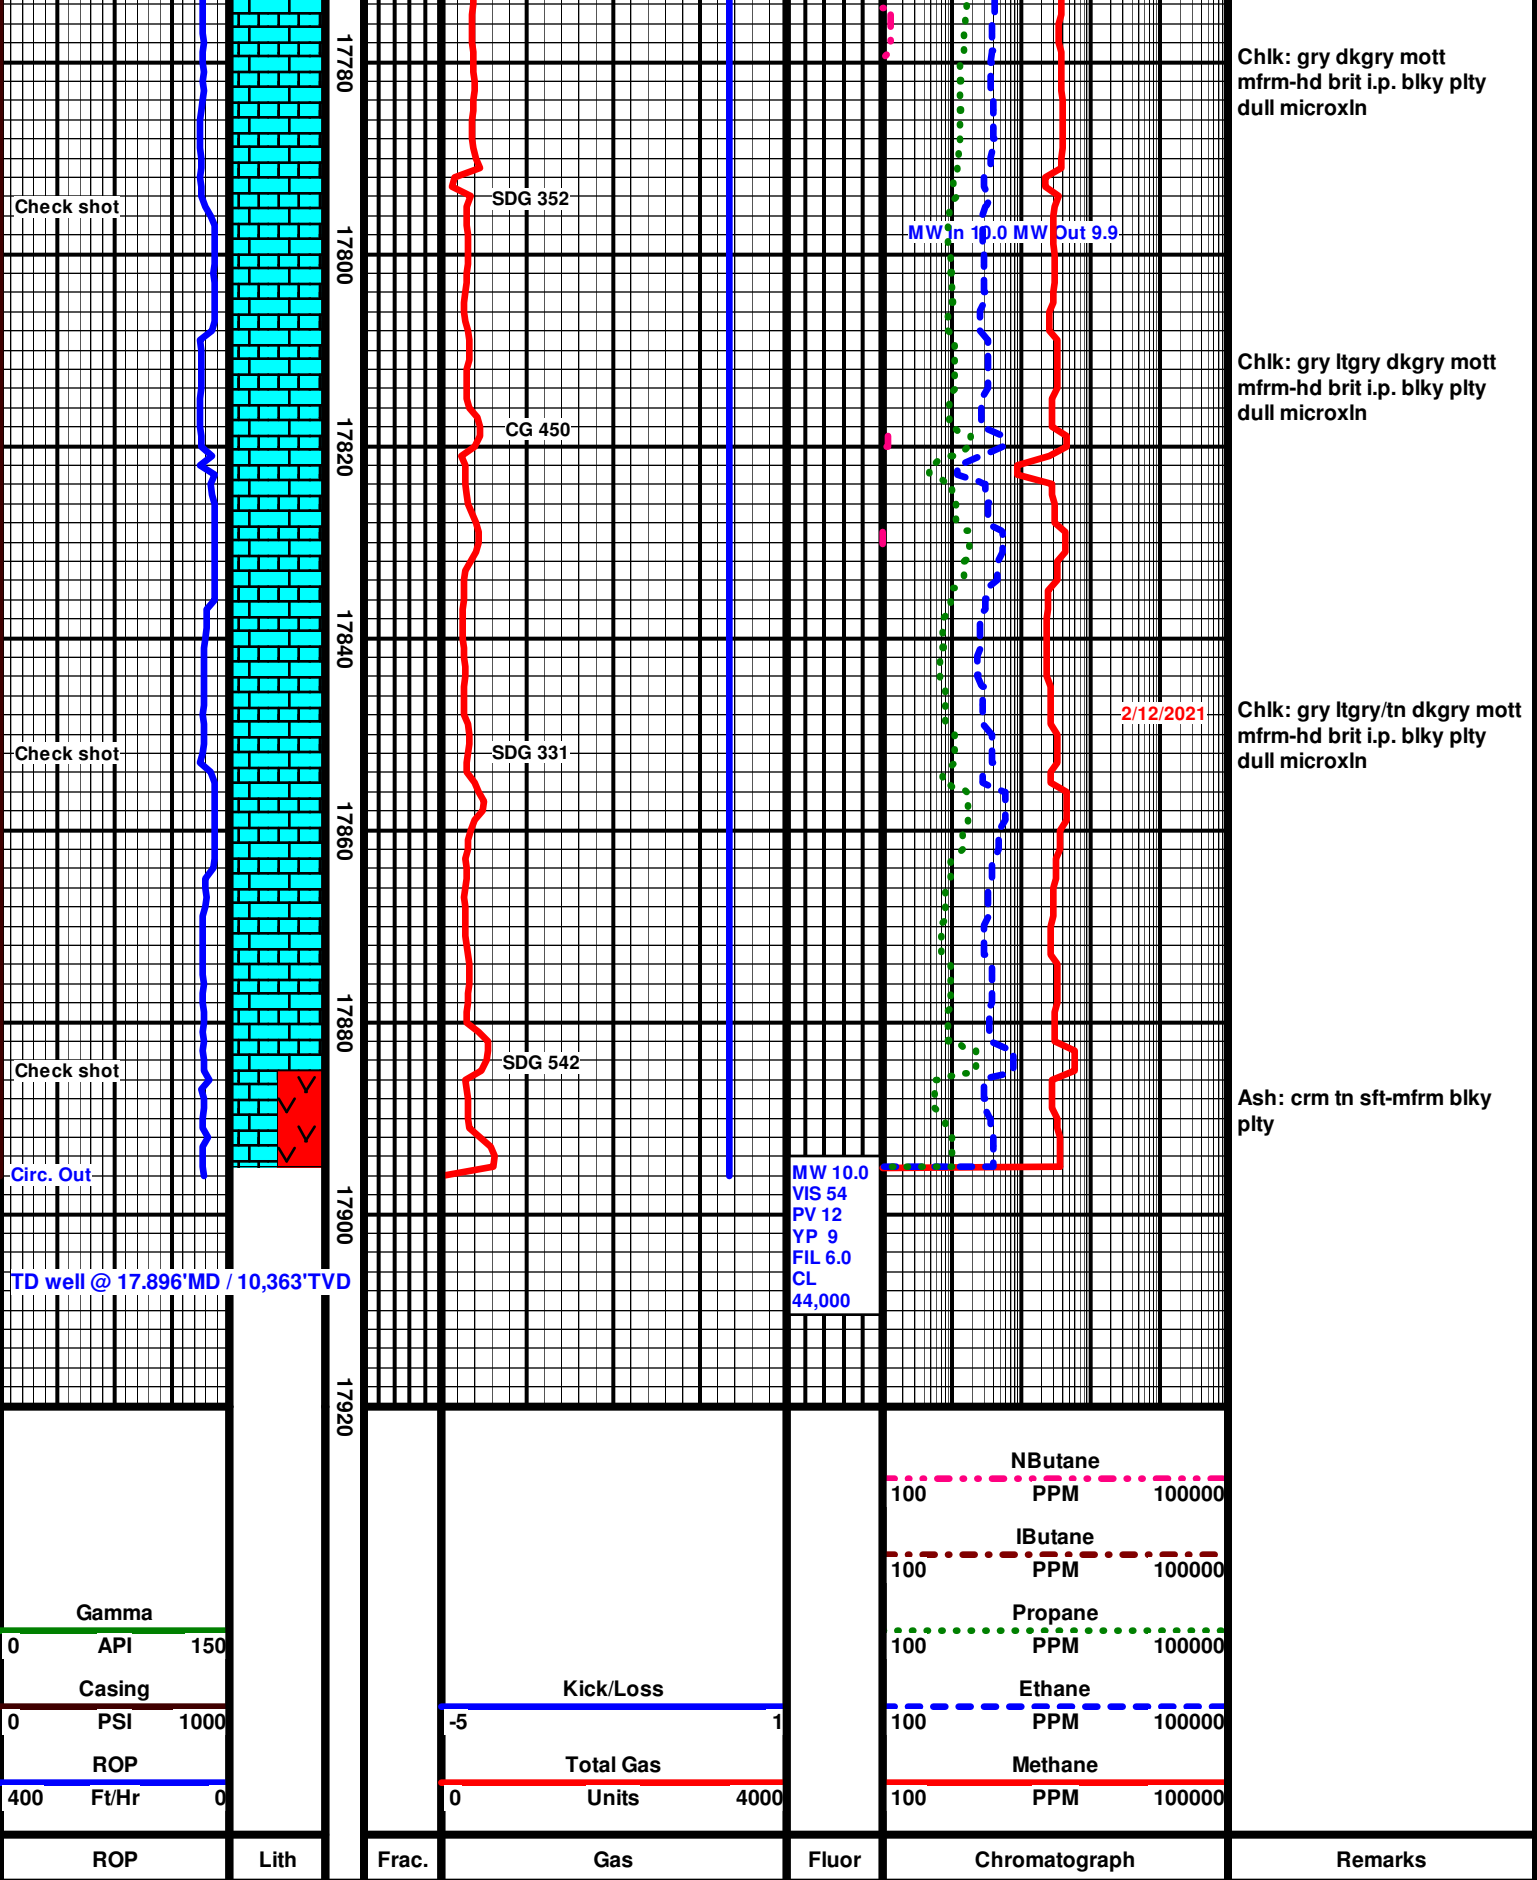 17780
Chlk: gry dkgry mott
mfrm-hd brit i.p. blky plty
dull microxln
Check shot
SDG 352
MW In 10.0 MW Out 9.9
17800
Chlk: gry ltgry dkgry mott
mfrm-hd brit i.p. blky plty
dull microxln
CG 450
17820
17840
2/12/2021
Chlk: gry ltgry/tn dkgry mott
mfrm-hd brit i.p. blky plty
dull microxln
Check shot
SDG 331
17860
17880
Check shot
SDG 542
Ash: crm tn sft-mfrm blky
plty
Circ. Out
MW 10.0
VIS 54
PV 12
YP 9
FIL 6.0
CL
44,000
17900
TD well @ 17.896'MD / 10,363'TVD
17920
NButane
100 PPM 100000
IButane
100 PPM 100000
Gamma
0 API 150
Propane
100 PPM 100000
Casing
0 PSI 1000
Kick/Loss
-5 1
Ethane
100 PPM 100000
ROP
400 Ft/Hr 0
Total Gas
0 Units 4000
Methane
100 PPM 100000
ROP
Lith
Frac.
Gas
Fluor
Chromatograph
Remarks